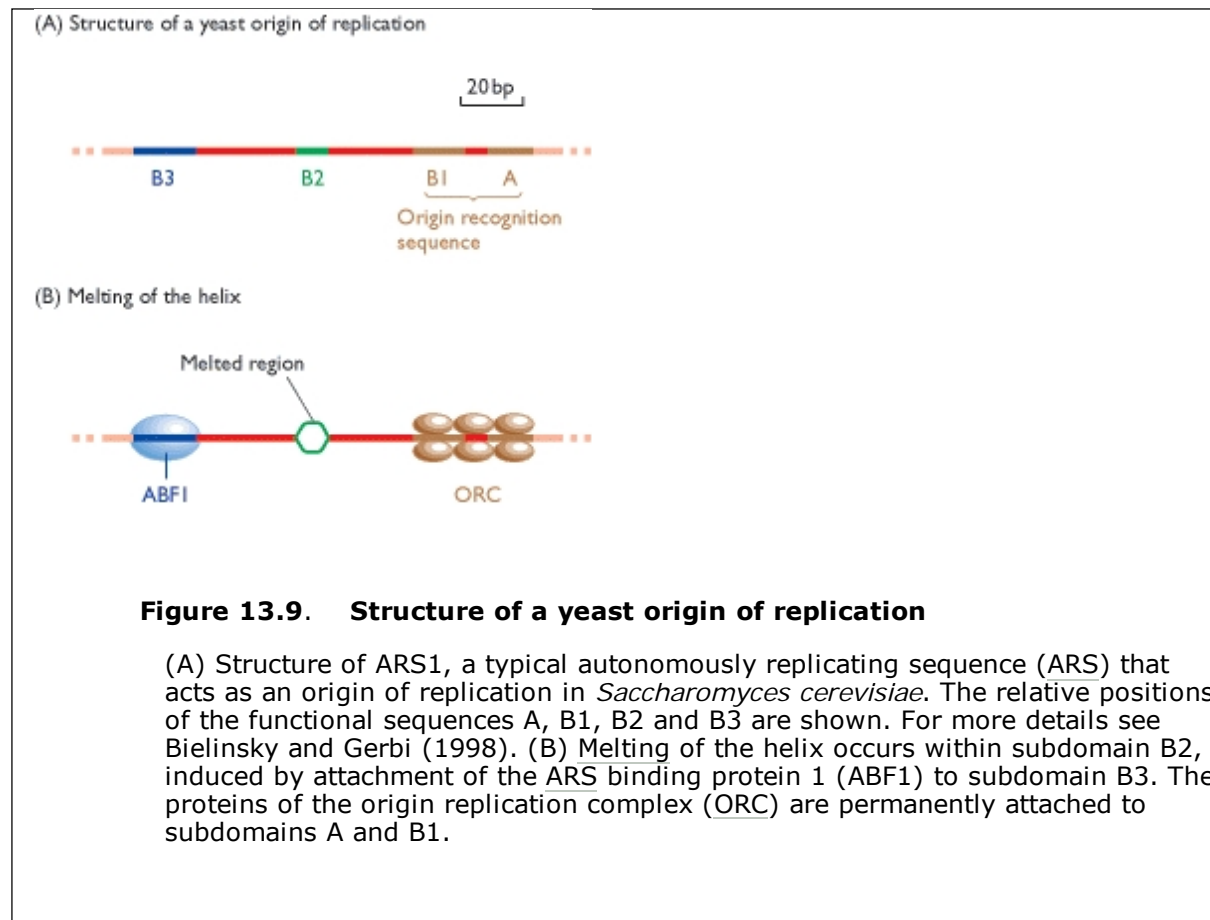 (A) Structure of a yeast origin of replication
20 bp
B3 B2 B1 A
Origin recognition
sequence
(B) Melting of the helix
Melted region
ABF1 ORC
Figure 13.9. Structure of a yeast origin of replication
(A) Structure of ARS1, a typical autonomously replicating sequence (ARS) that
acts as an origin of replication in Saccharomyces cerevisiae. The relative positions
of the functional sequences A, B1, B2 and B3 are shown. For more details see
Bielinsky and Gerbi (1998). (B) Melting of the helix occurs within subdomain B2,
induced by attachment of the ARS binding protein 1 (ABF1) to subdomain B3. The
proteins of the origin replication complex (ORC) are permanently attached to
subdomains A and B1.